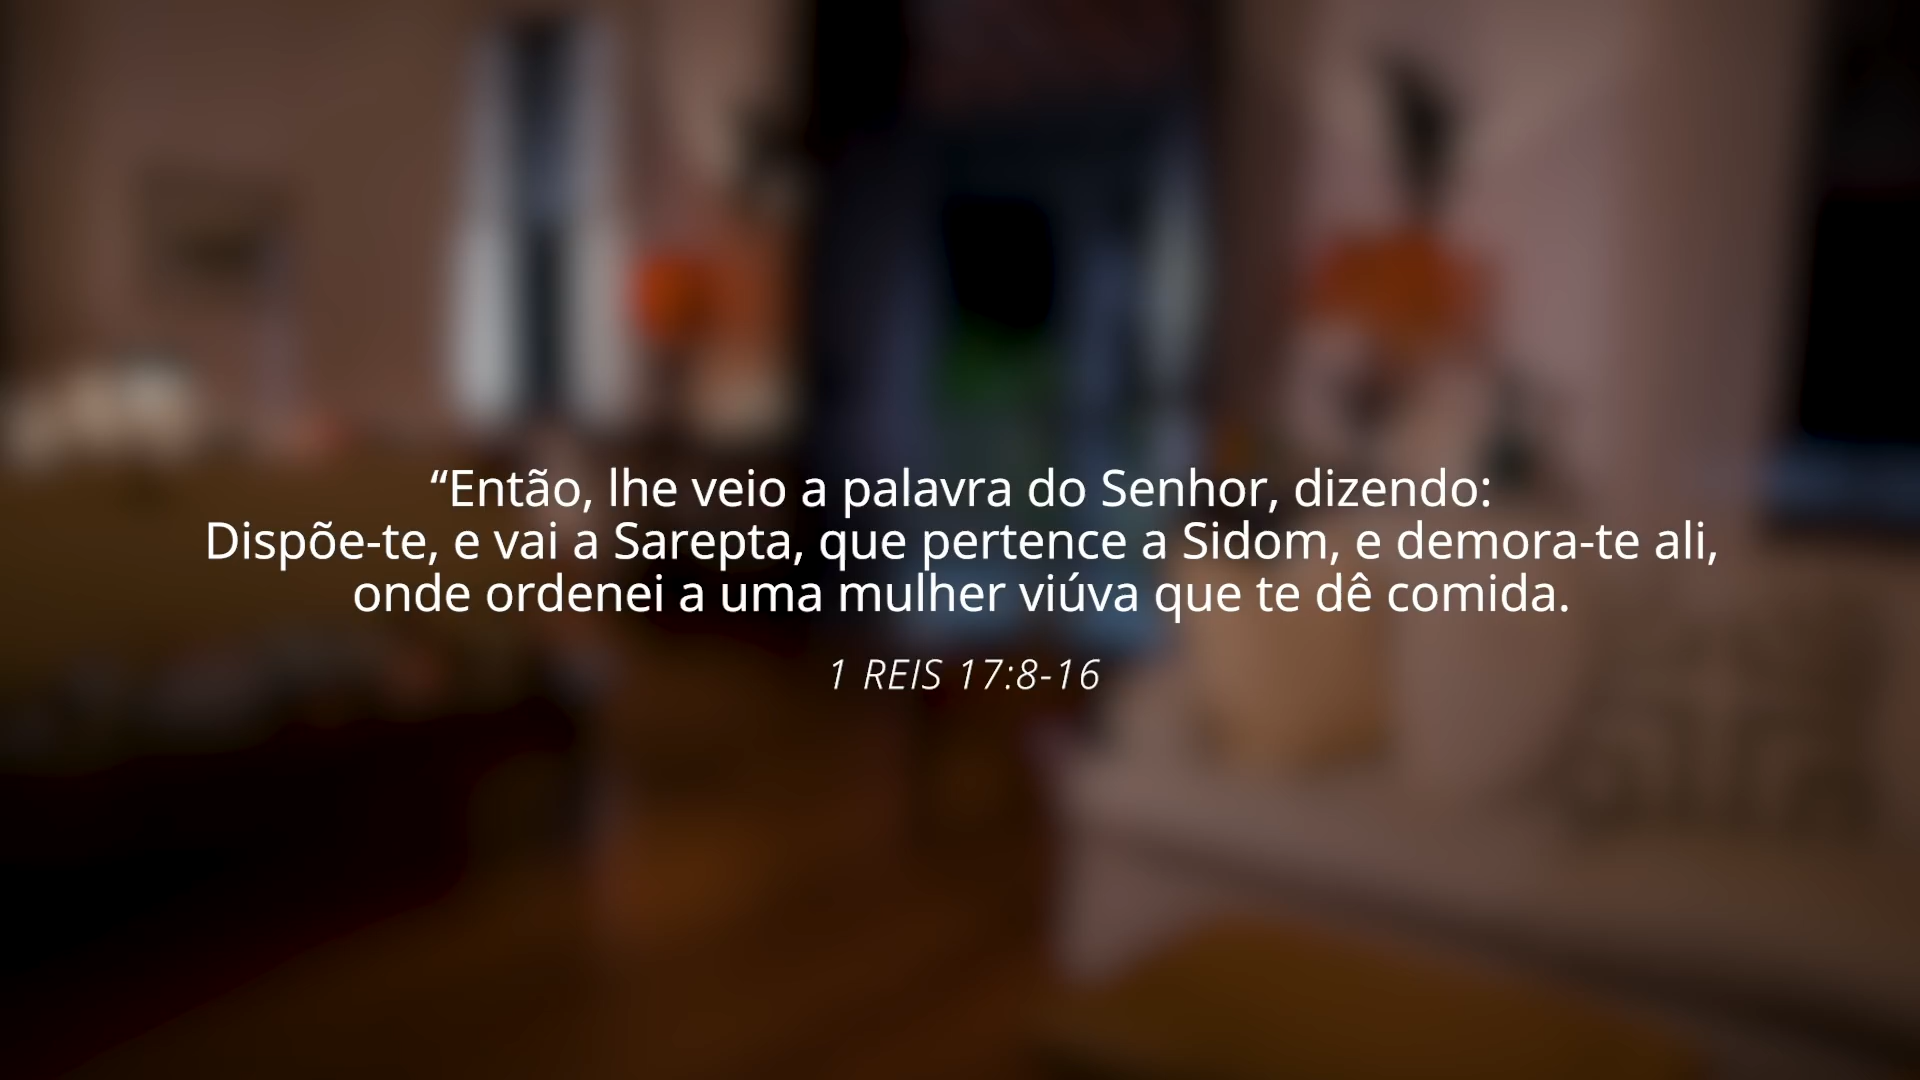 “Então, lhe veio a palavra do Senhor, dizendo:
Dispõe-te, e vai a Sarepta, que pertence a Sidom, e demora-te ali,
onde ordenei a uma mulher viúva que te dê comida.
1 REIS 17:8-16